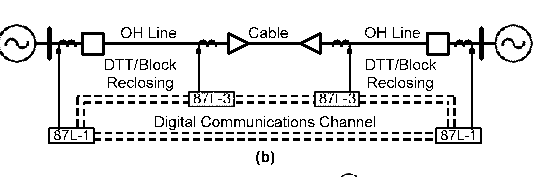 OH Line Cable OH Line
DTT/Block DTT/Block
Reclosing Reclosing
87L-3 87L-3
Digital Communications Channel
87L-1 87L-1
(b)